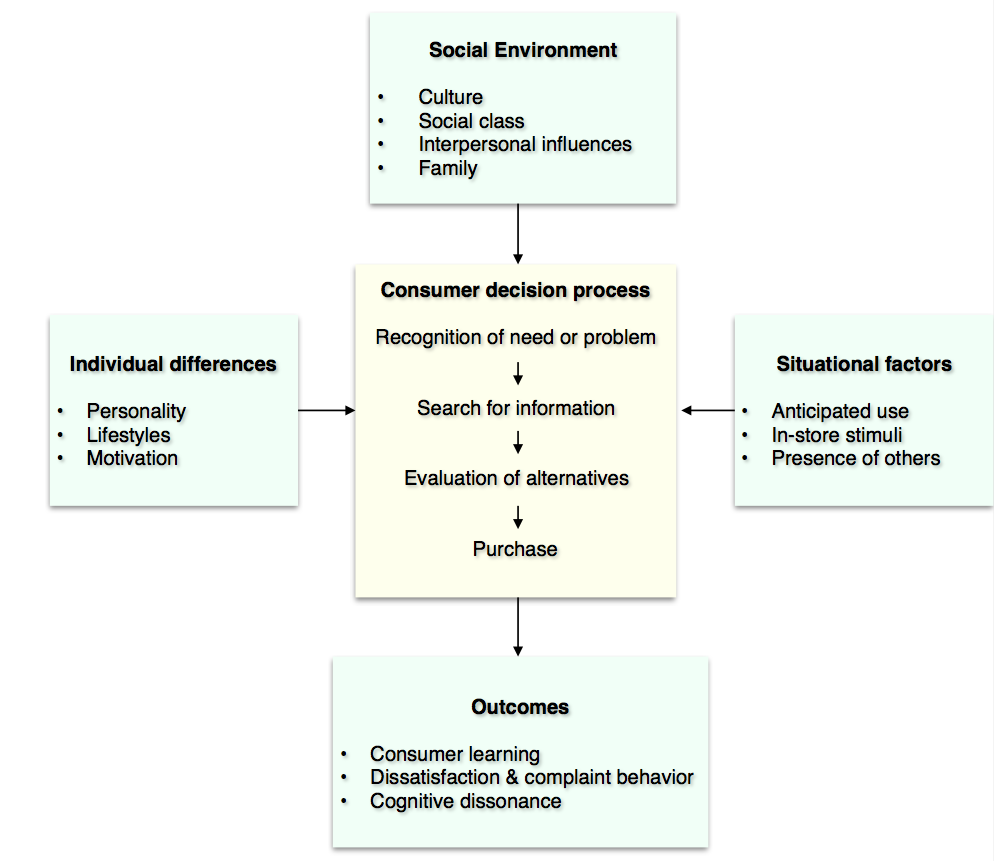 Social Environment
• Culture
• Social class
• Interpersonal influences
• Family
Consumer decision process
Recognition of need or problem
Search for information
Evaluation of alternatives
Purchase
Individual differences
• Personality
• Lifestyles
• Motivation
Situational factors
• Anticipated use
• In-store stimuli
• Presence of others
Outcomes
• Consumer learning
• Dissatisfaction & complaint behavior
• Cognitive dissonance